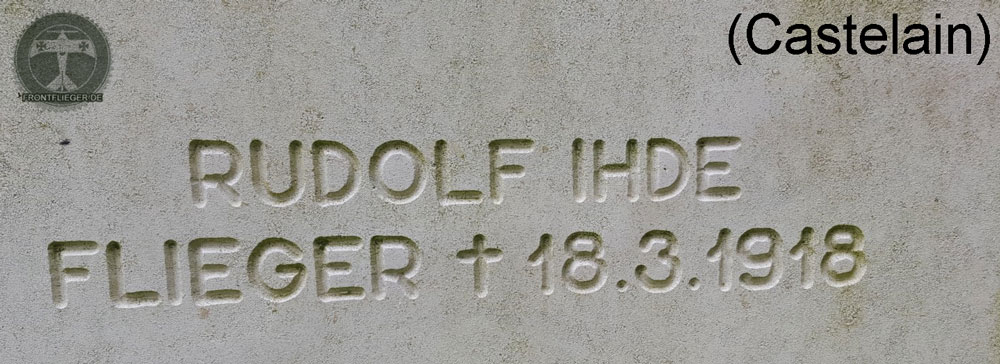 (Castelain)
FRONTFLIEGER.DE
RUDOLF IHDE
FLIEGER † 18.3.1918